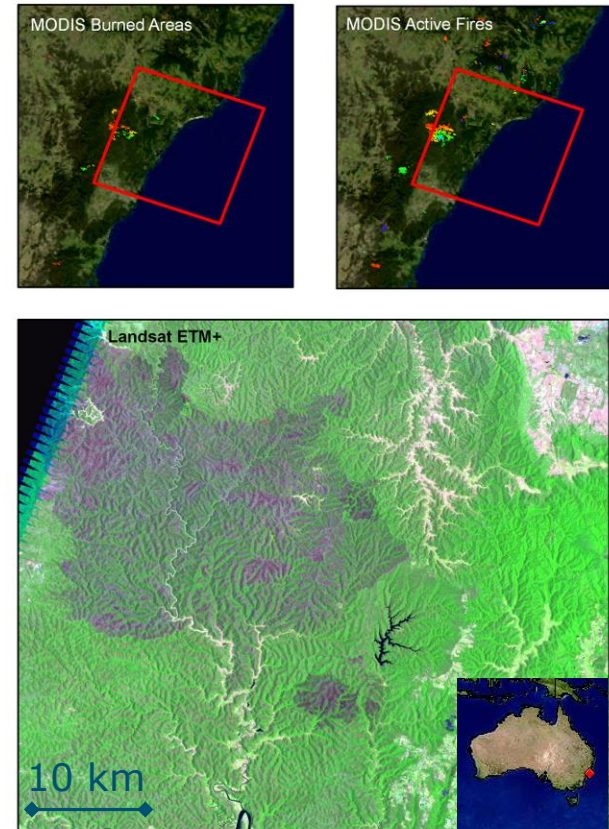 MODIS Burned Areas
MODIS Active Fires
Landsat ETM+
10 km